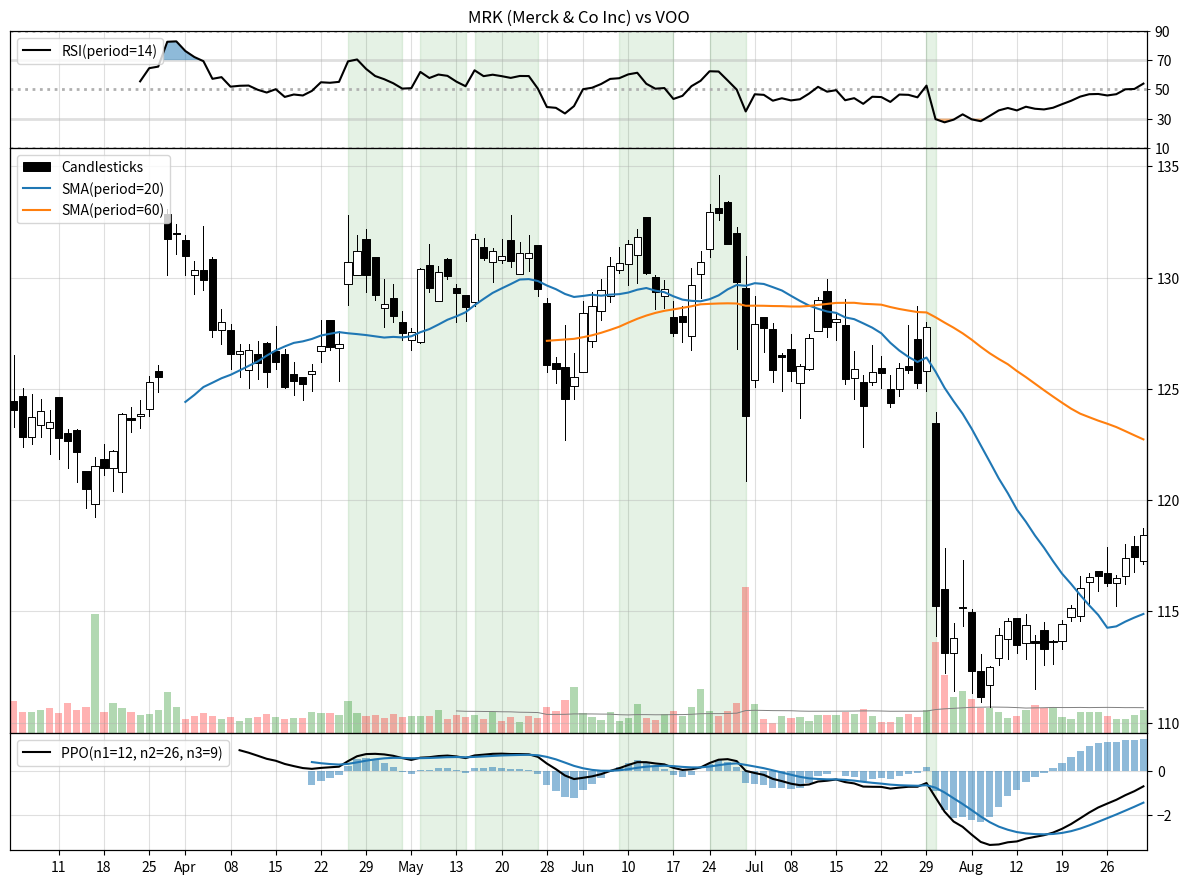 MRK (Merck & Co Inc) vs VOO
RSI(period=14)
90
70
50
30
10
Candlesticks
SMA(period=20)
SMA(period=60)
135
130
125
120
115
110
PPO(n1=12, n2=26, n3=9)
0
−2
11 18 25 Apr 08 15 22 29 May 13 20 28 Jun 10 17 24 Jul 08 15 22 29 Aug 12 19 26